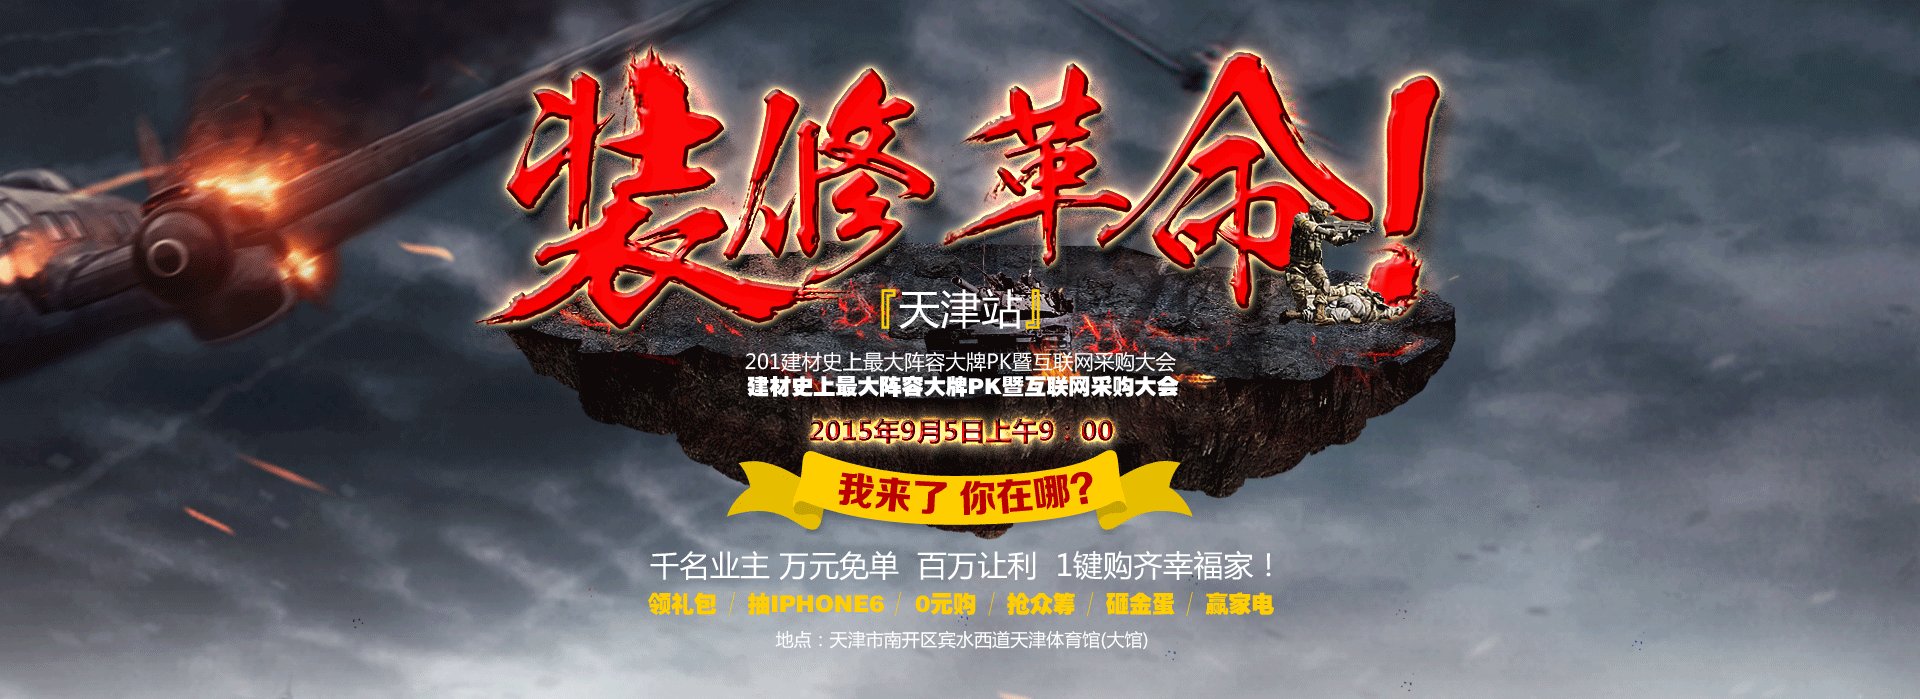 装修革命!
『天津站』
201建材史上最大阵容大牌PK暨互联网采购大会
建材史上最大阵容大牌PK暨互联网采购大会
2015年9月5日上午9：00
我来了 你在哪?
千名业主 万元免单 百万让利 1键购齐幸福家！
领礼包 / 抽IPHONE6 / 0元购 / 抢众筹 / 砸金蛋 / 赢家电
地点：天津市南开区宾水西道天津体育馆(大馆)